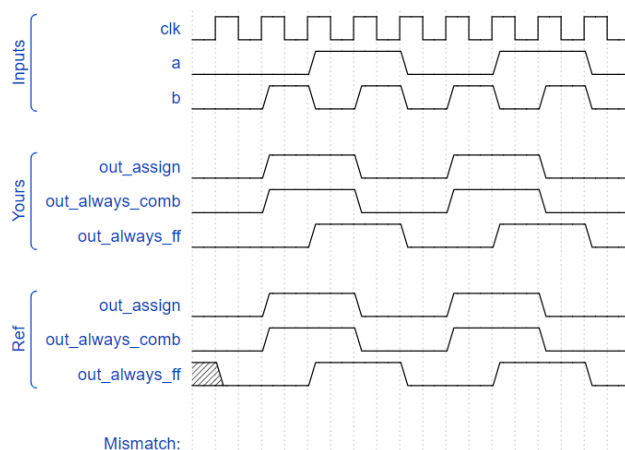 Inputs
clk
a
b
Yours
out_assign
out_always_comb
out_always_ff
Ref
out_assign
out_always_comb
out_always_ff
Mismatch: